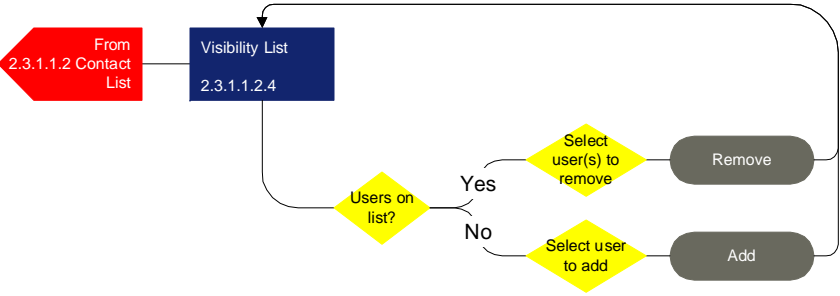 From
2.3.1.1.2 Contact
List
Visibility List
2.3.1.1.2.4
Users on
list?
Yes
No
Select
user(s) to
remove
Remove
Select user
to add
Add